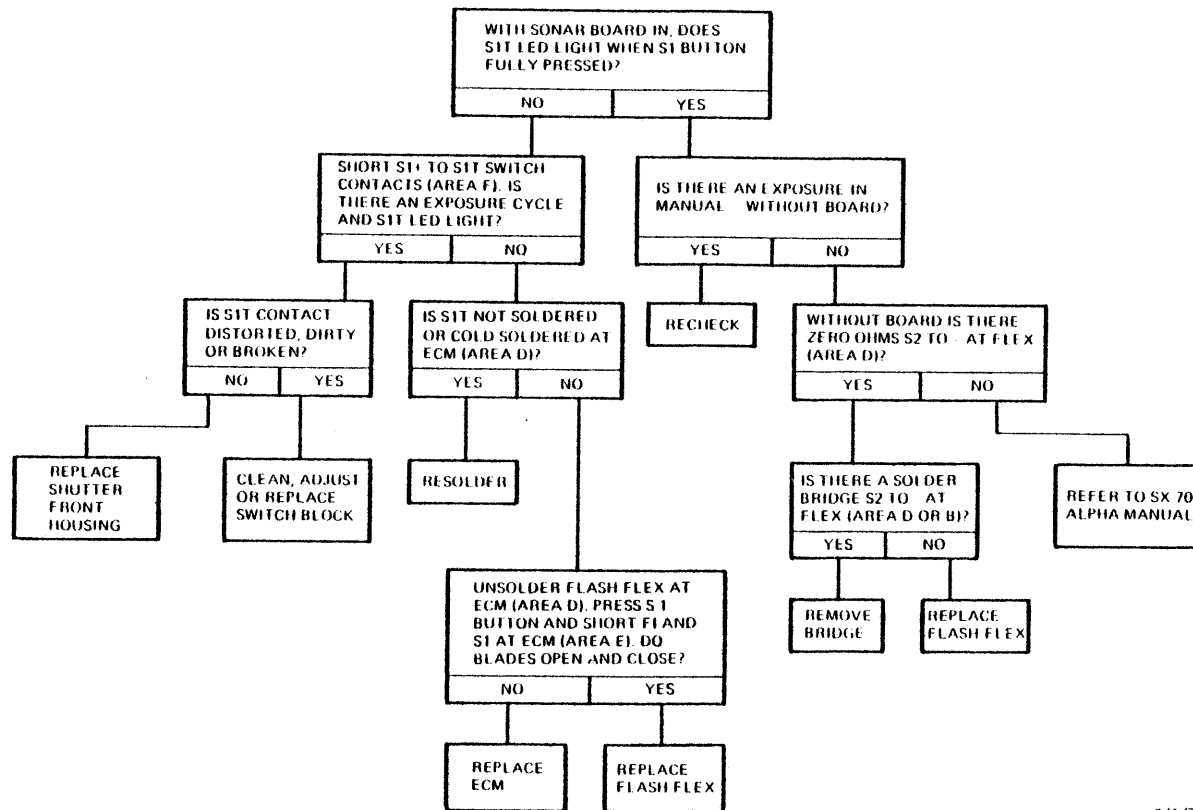 WITH SONAR BOARD IN, DOES
S1T LED LIGHT WHEN S1 BUTTON
FULLY PRESSED?
NO YES
SHORT S1+ TO S1T SWITCH
CONTACTS (AREA F). IS
THERE AN EXPOSURE CYCLE
AND S1T LED LIGHT?
YES NO
IS THERE AN EXPOSURE IN
MANUAL WITHOUT BOARD?
YES NO
IS S1T CONTACT
DISTORTED, DIRTY
OR BROKEN?
NO YES
IS S1T NOT SOLDERED
OR COLD SOLDERED AT
ECM (AREA D)?
YES NO
RECHECK
WITHOUT BOARD IS THERE
ZERO OHMS S2 TO - AT FLEX
(AREA D)?
YES NO
REPLACE
SHUTTER
FRONT
HOUSING
CLEAN, ADJUST
OR REPLACE
SWITCH BLOCK
RESOLDER
IS THERE A SOLDER
BRIDGE S2 TO AT
FLEX (AREA D OR B)?
YES NO
REFER TO SX 70
ALPHA MANUAL
UNSOLDER FLASH FLEX AT
ECM (AREA D). PRESS S 1
BUTTON AND SHORT F1 AND
S1 AT ECM (AREA E). DO
BLADES OPEN AND CLOSE?
NO YES
REMOVE
BRIDGE
REPLACE
FLASH FLEX
REPLACE
ECM
REPLACE
FLASH FLEX